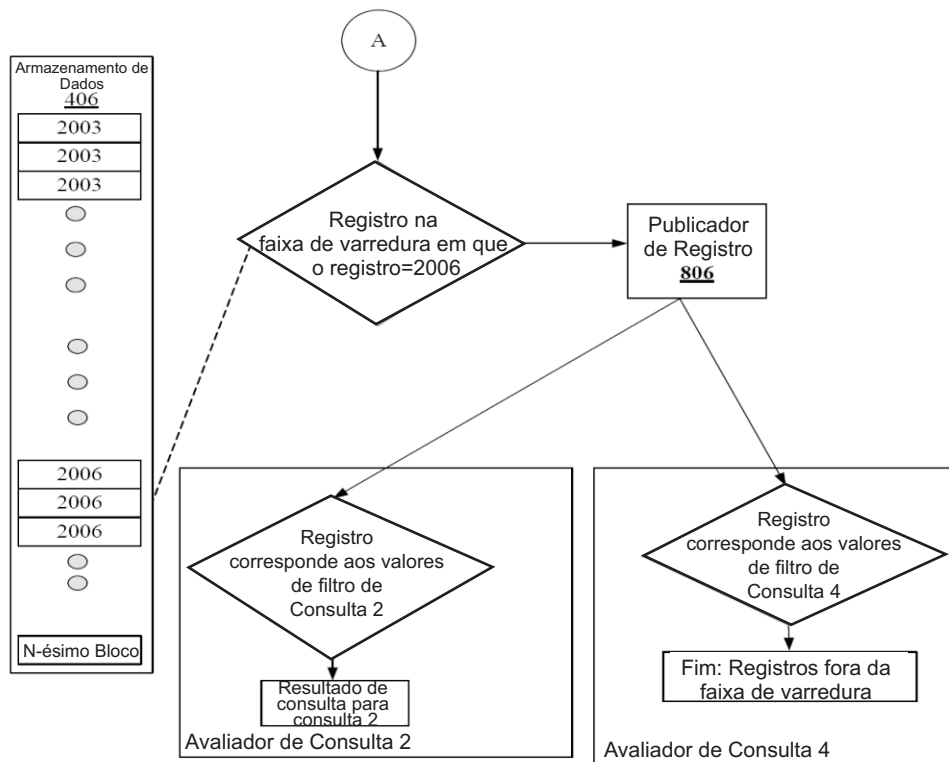 A
Armazenamento de
Dados
406
2003
2003
2003
Registro na
faixa de varredura em que
o registro=2006
Publicador
de Registro
806
2006
2006
2006
N-ésimo Bloco
Registro
corresponde aos valores
de filtro de
Consulta 2
Resultado de
consulta para
consulta 2
Avaliador de Consulta 2
Registro
corresponde aos valores
de filtro de
Consulta 4
Fim: Registros fora da
faixa de varredura
Avaliador de Consulta 4